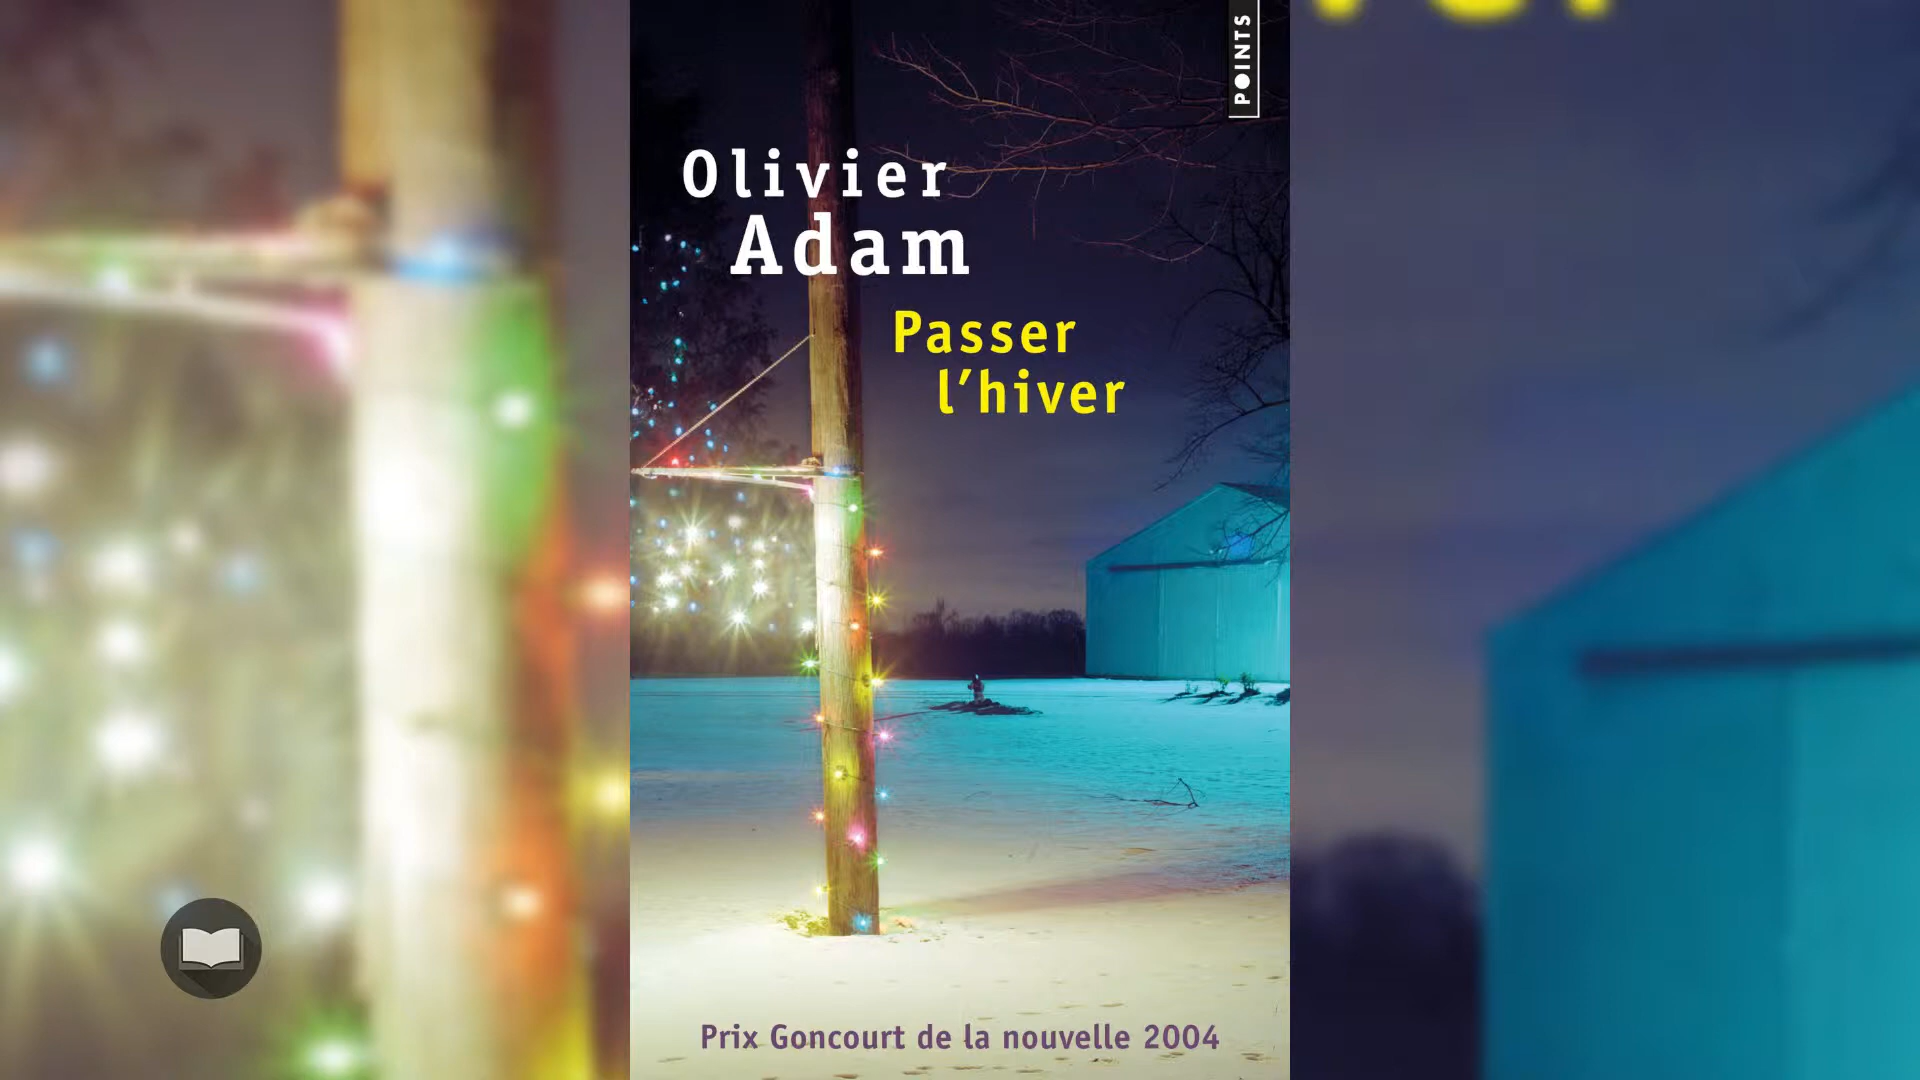 POINTS
Olivier
Adam
Passer
l'hiver
Prix Goncourt de la nouvelle 2004